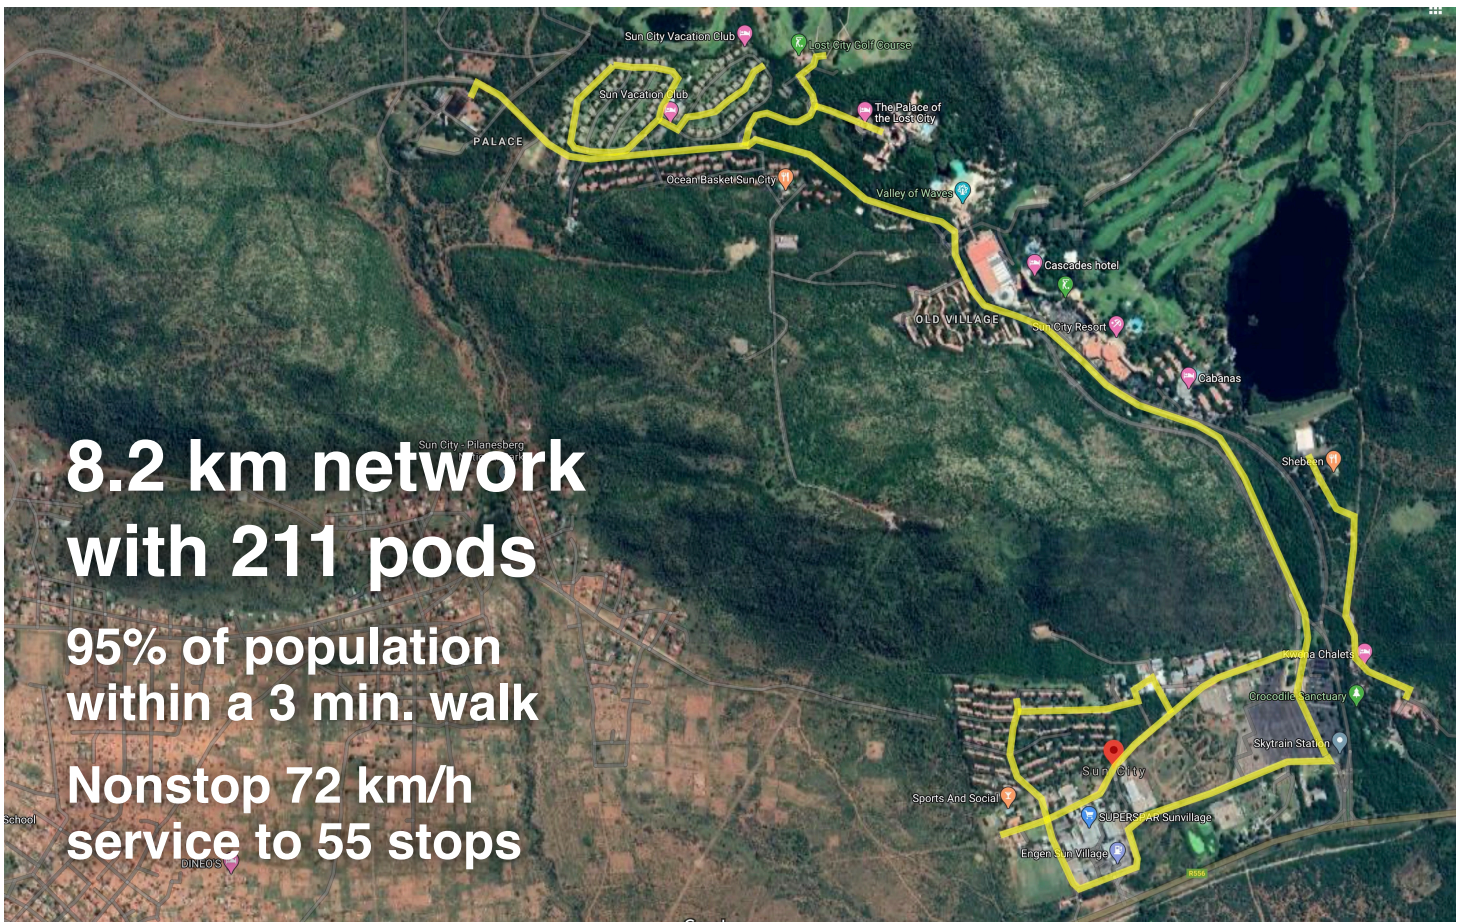 Sun City Vacation Club
Lost City Golf Course
Sun Vacation Club
The Palace of
the Lost City
PALACE
Ocean Basket Sun City
Valley of Waves
Cascades hotel
OLD VILLAGE
Sun City Resort
Cabanas
Sun City - Pilanesberg
8.2 km network
with 211 pods
Shebeen
95% of population
within a 3 min. walk
Kwena Chalets
Crocodile Sanctuary
Skytrain Station
Sun City
Nonstop 72 km/h
service to 55 stops
Sports And Social
SUPERSPAR Sunvillage
School
Engen Sun Village
DINEO'S
R556